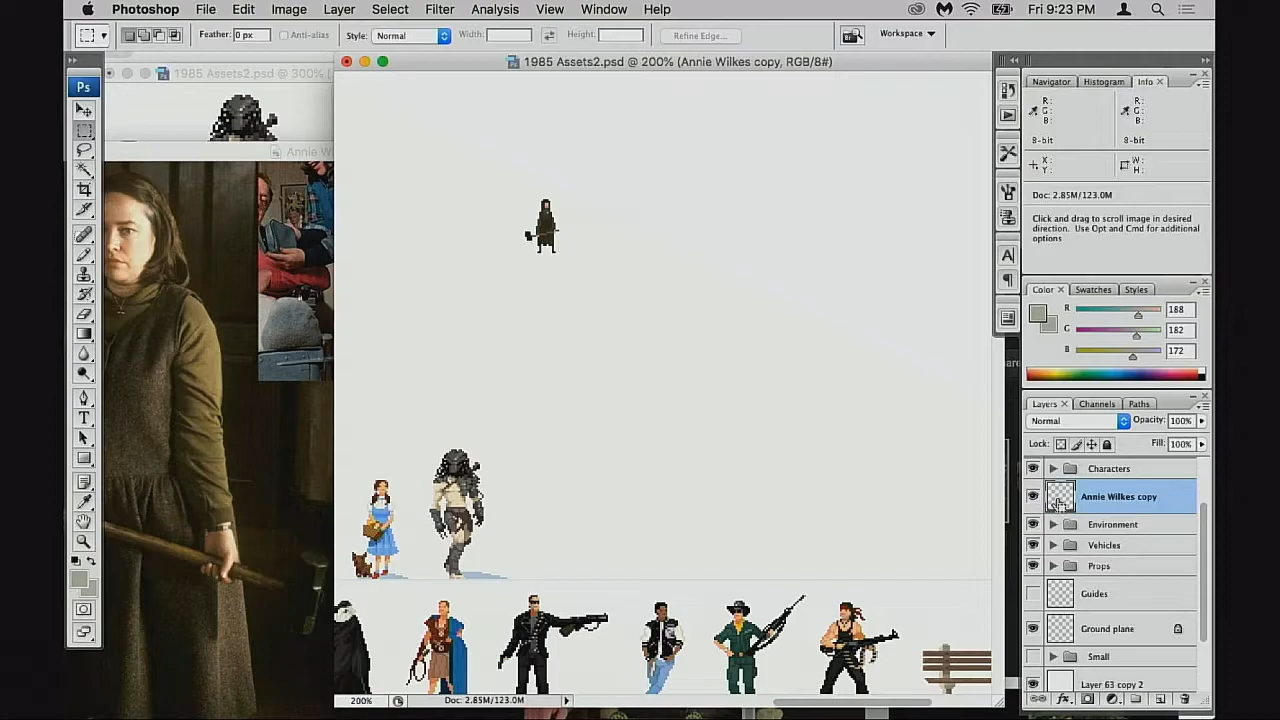 Photoshop File Edit Image Layer Select Filter Analysis View Window Help Fri 9:23 PM
Feather: 0 px Anti-alias Style: Normal Width: Height: Refine Edge... Workspace
1985 Assets2.psd @ 300% (
1985 Assets2.psd @ 200% (Annie Wilkes copy, RGB/8#)
Ps
Annie W
Navigator Histogram Info
R: R:
G: G:
B: B:
8-bit 8-bit
X: W:
Y: H:
Doc: 2.85M/123.0M
Click and drag to scroll image in desired
direction. Use Opt and Cmd for additional
options
Color Swatches Styles
R 188
G 182
B 172
Layers Channels Paths
Normal Opacity: 100%
Lock: Fill: 100%
Characters
Annie Wilkes copy
Environment
Vehicles
Props
Guides
Ground plane
Small
Layer 63 copy 2
200% Doc: 2.85M/123.0M